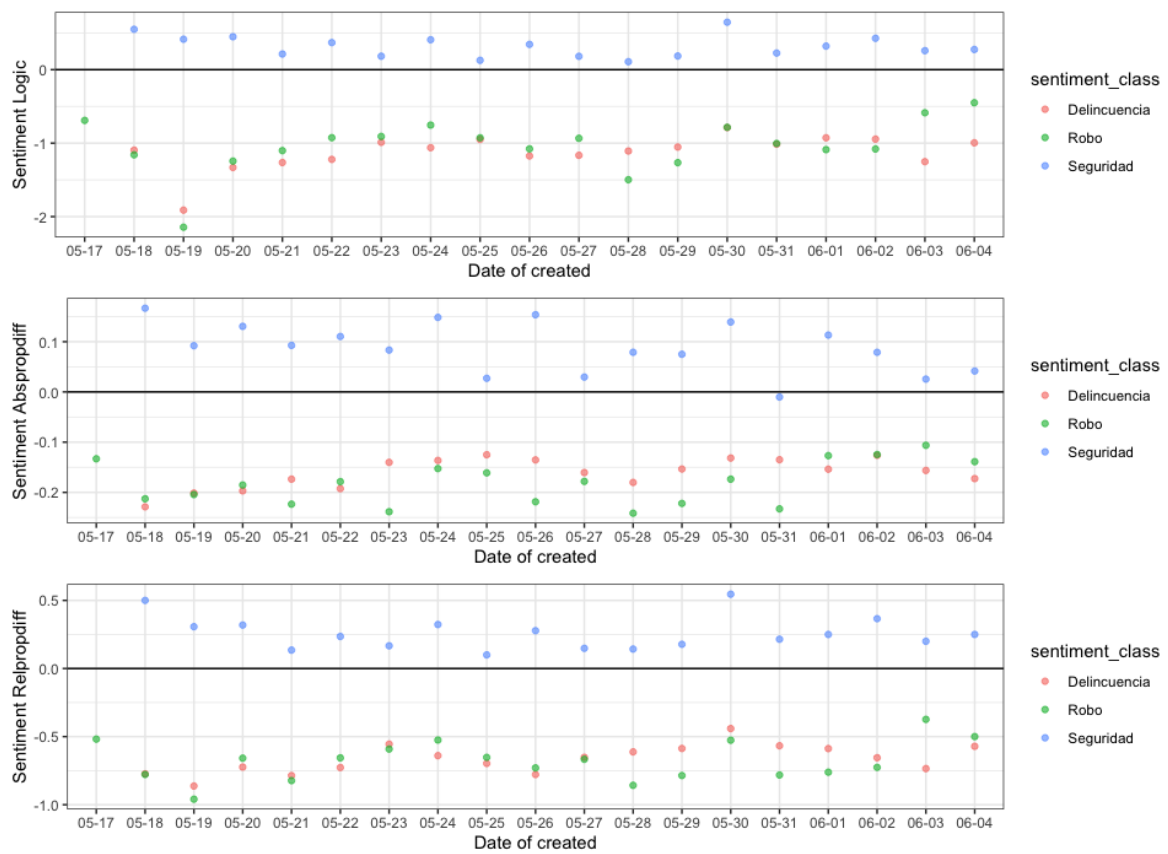 Sentiment Logic
0
-1
-2
05-17 05-18 05-19 05-20 05-21 05-22 05-23 05-24 05-25 05-26 05-27 05-28 05-29 05-30 05-31 06-01 06-02 06-03 06-04
Date of created
sentiment_class
Delincuencia
Robo
Seguridad
Sentiment Abspropdiff
0.1
0.0
-0.1
-0.2
05-17 05-18 05-19 05-20 05-21 05-22 05-23 05-24 05-25 05-26 05-27 05-28 05-29 05-30 05-31 06-01 06-02 06-03 06-04
Date of created
sentiment_class
Delincuencia
Robo
Seguridad
Sentiment Relpropdiff
0.5
0.0
-0.5
-1.0
05-17 05-18 05-19 05-20 05-21 05-22 05-23 05-24 05-25 05-26 05-27 05-28 05-29 05-30 05-31 06-01 06-02 06-03 06-04
Date of created
sentiment_class
Delincuencia
Robo
Seguridad